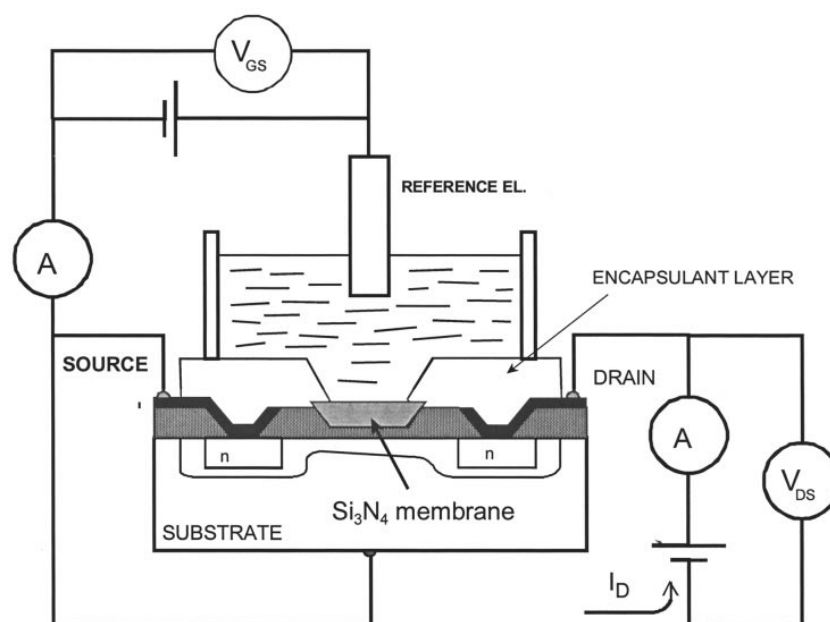 V_GS
REFERENCE EL.
A
ENCAPSULANT LAYER
SOURCE
DRAIN
A
n
n
V_DS
Si₃N₄ membrane
SUBSTRATE
I_D